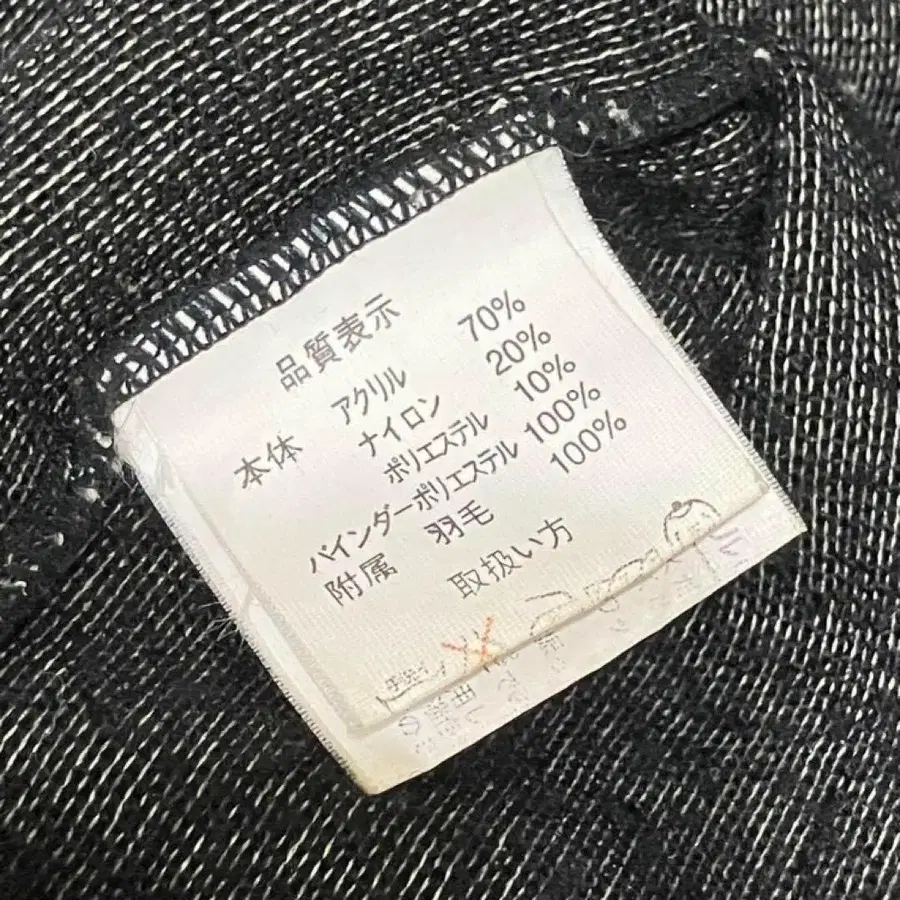 品質表示
本体 アクリル 70%
ナイロン 20%
ポリエステル 10%
バインダーポリエステル 100%
附属 羽毛 100%
取扱い方